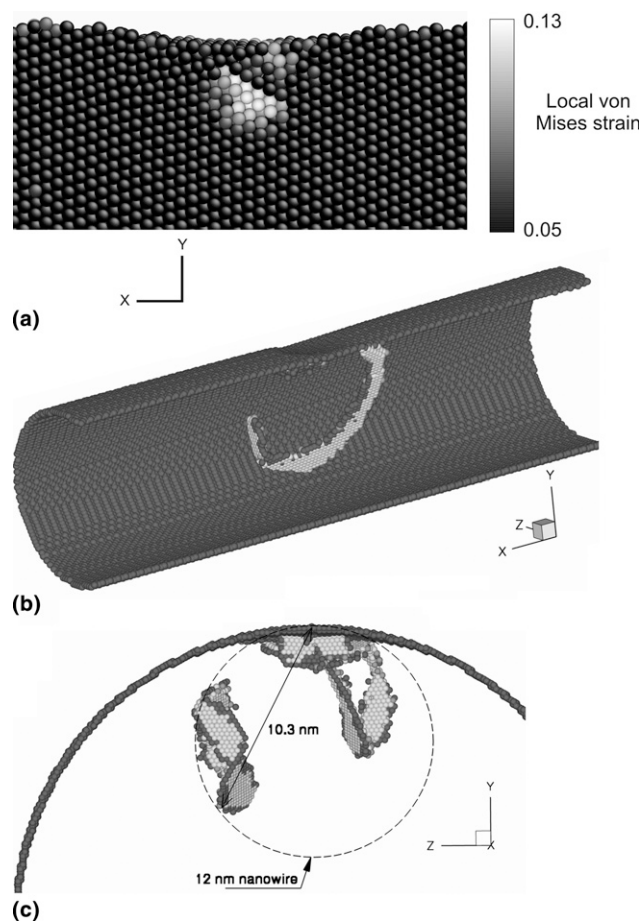 0.13
Local von
Mises strain
0.05
Y
X
(a)
Y
Z
X
(b)
10.3 nm
Y
Z
X
12 nm nanowire
(c)